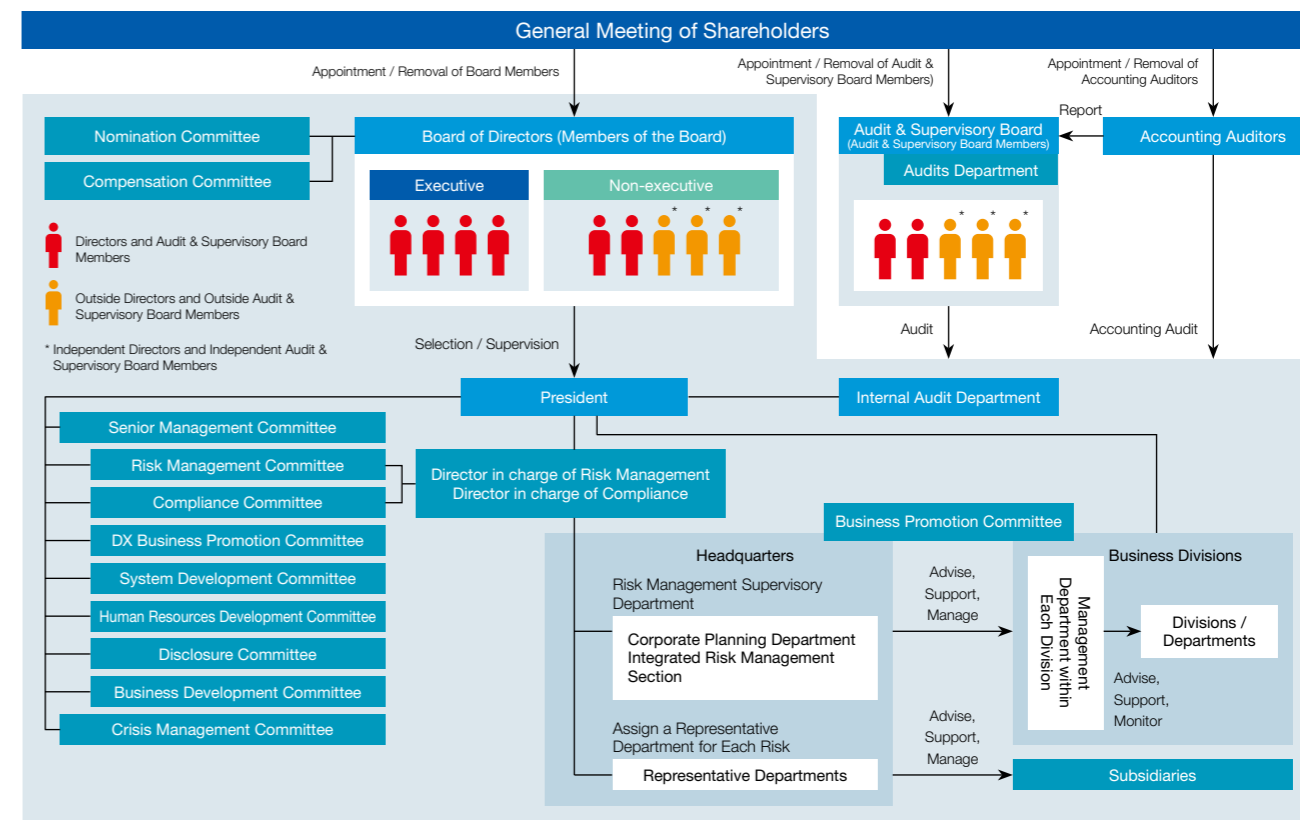 General Meeting of Shareholders
Appointment / Removal of Board Members
Appointment / Removal of Audit &
Supervisory Board Members)
Appointment / Removal of
Accounting Auditors
Report
Nomination Committee
Compensation Committee
Board of Directors (Members of the Board)
Executive
Non-executive
* * *
Audit & Supervisory Board
(Audit & Supervisory Board Members)
Audits Department
* * *
Accounting Auditors
Directors and Audit & Supervisory Board
Members
Outside Directors and Outside Audit &
Supervisory Board Members
* Independent Directors and Independent Audit &
Supervisory Board Members
Selection / Supervision
Audit
Accounting Audit
President
Internal Audit Department
Senior Management Committee
Risk Management Committee
Compliance Committee
DX Business Promotion Committee
System Development Committee
Human Resources Development Committee
Disclosure Committee
Business Development Committee
Crisis Management Committee
Director in charge of Risk Management
Director in charge of Compliance
Business Promotion Committee
Headquarters
Risk Management Supervisory
Department
Corporate Planning Department
Integrated Risk Management
Section
Assign a Representative
Department for Each Risk
Representative Departments
Advise,
Support,
Manage
Advise,
Support,
Manage
Business Divisions
Management
Department within
Each Division
Divisions /
Departments
Advise,
Support,
Monitor
Subsidiaries